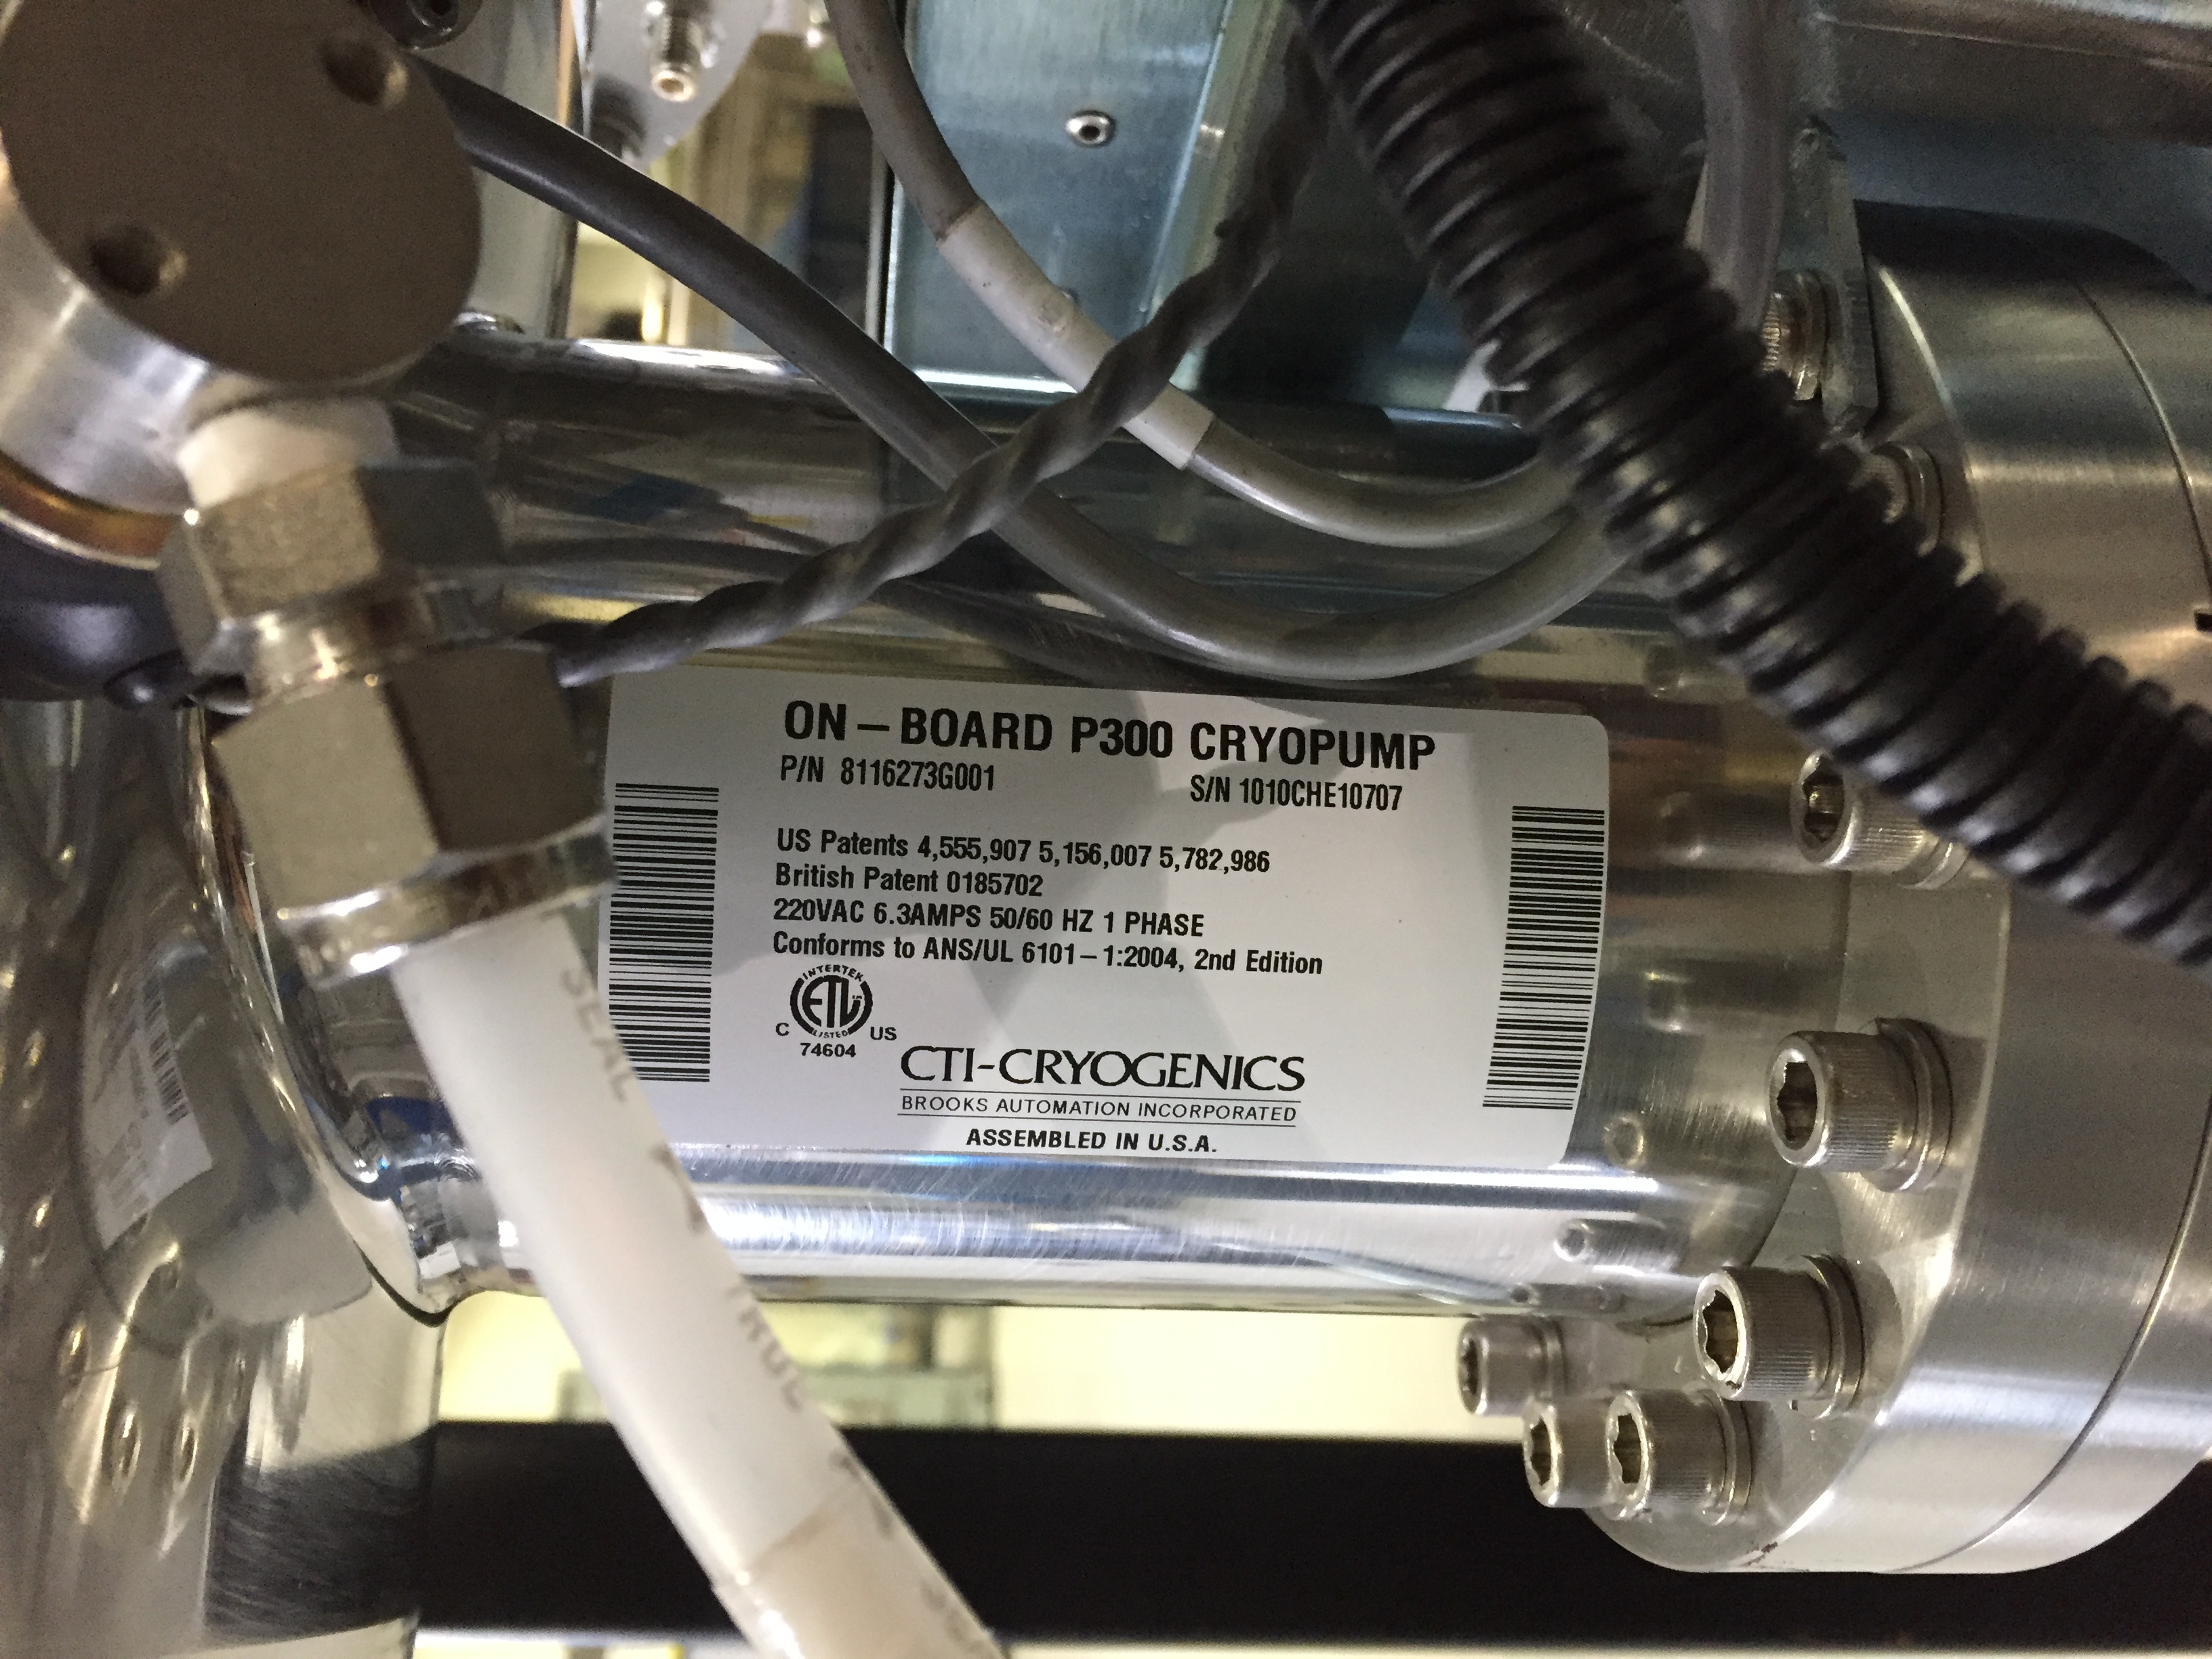 ON – BOARD P300 CRYOPUMP
P/N 8116273G001 S/N 1010CHE10707
US Patents 4,555,907 5,156,007 5,782,986
British Patent 0185702
220VAC 6.3AMPS 50/60 HZ 1 PHASE
Conforms to ANS/UL 6101–1:2004, 2nd Edition
INTERTEK
ETL
LISTED
C US
74604
CTI-CRYOGENICS
BROOKS AUTOMATION INCORPORATED
ASSEMBLED IN U.S.A.
SEAL